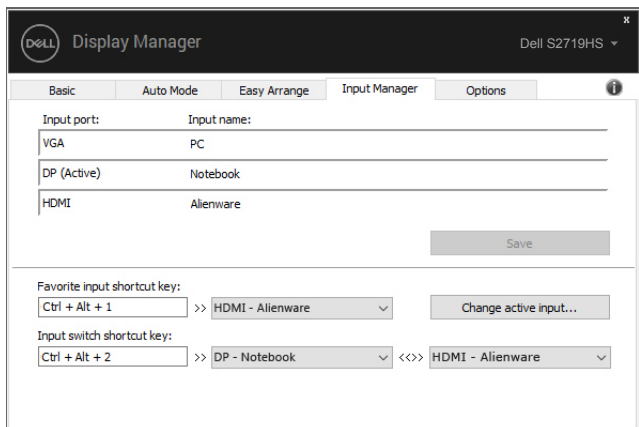 x
DELL Display Manager Dell S2719HS
Basic Auto Mode Easy Arrange Input Manager Options i
Input port: Input name:
VGA PC
DP (Active) Notebook
HDMI Alienware
Save
Favorite input shortcut key:
Ctrl + Alt + 1 >> HDMI - Alienware Change active input...
Input switch shortcut key:
Ctrl + Alt + 2 >> DP - Notebook <<>> HDMI - Alienware